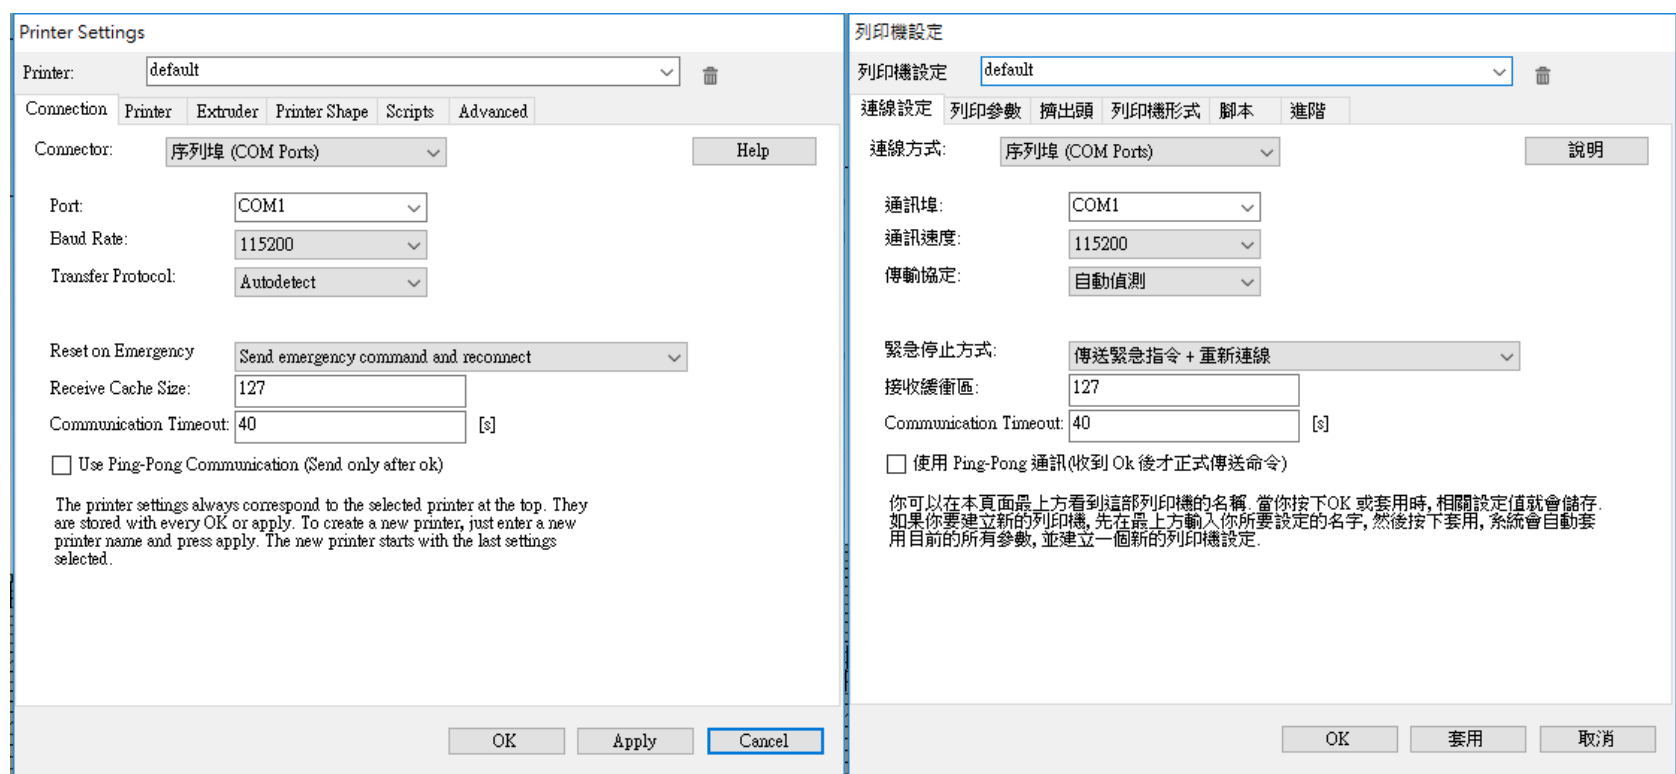 Printer Settings
Printer: default
Connection Printer Extruder Printer Shape Scripts Advanced
Connector: 序列埠 (COM Ports) Help
Port: COM1
Baud Rate: 115200
Transfer Protocol: Autodetect
Reset on Emergency Send emergency command and reconnect
Receive Cache Size: 127
Communication Timeout: 40 [s]
Use Ping-Pong Communication (Send only after ok)
The printer settings always correspond to the selected printer at the top. They
are stored with every OK or apply. To create a new printer, just enter a new
printer name and press apply. The new printer starts with the last settings
selected.
OK Apply Cancel
列印機設定
列印機設定 default
連線設定 列印參數 擠出頭 列印機形式 腳本 進階
連線方式: 序列埠 (COM Ports) 說明
通訊埠: COM1
通訊速度: 115200
傳輸協定: 自動偵測
緊急停止方式: 傳送緊急指令 + 重新連線
接收緩衝區: 127
Communication Timeout: 40 [s]
使用 Ping-Pong 通訊(收到 Ok 後才正式傳送命令)
你可以在本頁面最上方看到這部列印機的名稱. 當你按下OK 或套用時, 相關設定值就會儲存.
如果你要建立新的列印機, 先在最上方輸入你所要設定的名字, 然後按下套用, 系統會自動套
用目前的所有參數, 並建立一個新的列印機設定.
OK 套用 取消